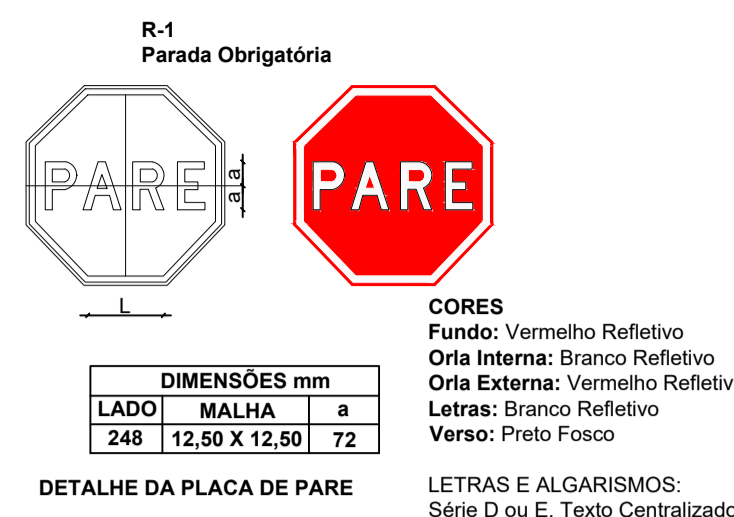 R-1
Parada Obrigatória
PARE
a
a
L
PARE
CORES
Fundo: Vermelho Refletivo
Orla Interna: Branco Refletivo
Orla Externa: Vermelho Refletiv
Letras: Branco Refletivo
Verso: Preto Fosco
DIMENSÕES mm
LADO MALHA a
248 12,50 X 12,50 72
DETALHE DA PLACA DE PARE
LETRAS E ALGARISMOS:
Série D ou E. Texto Centralizado